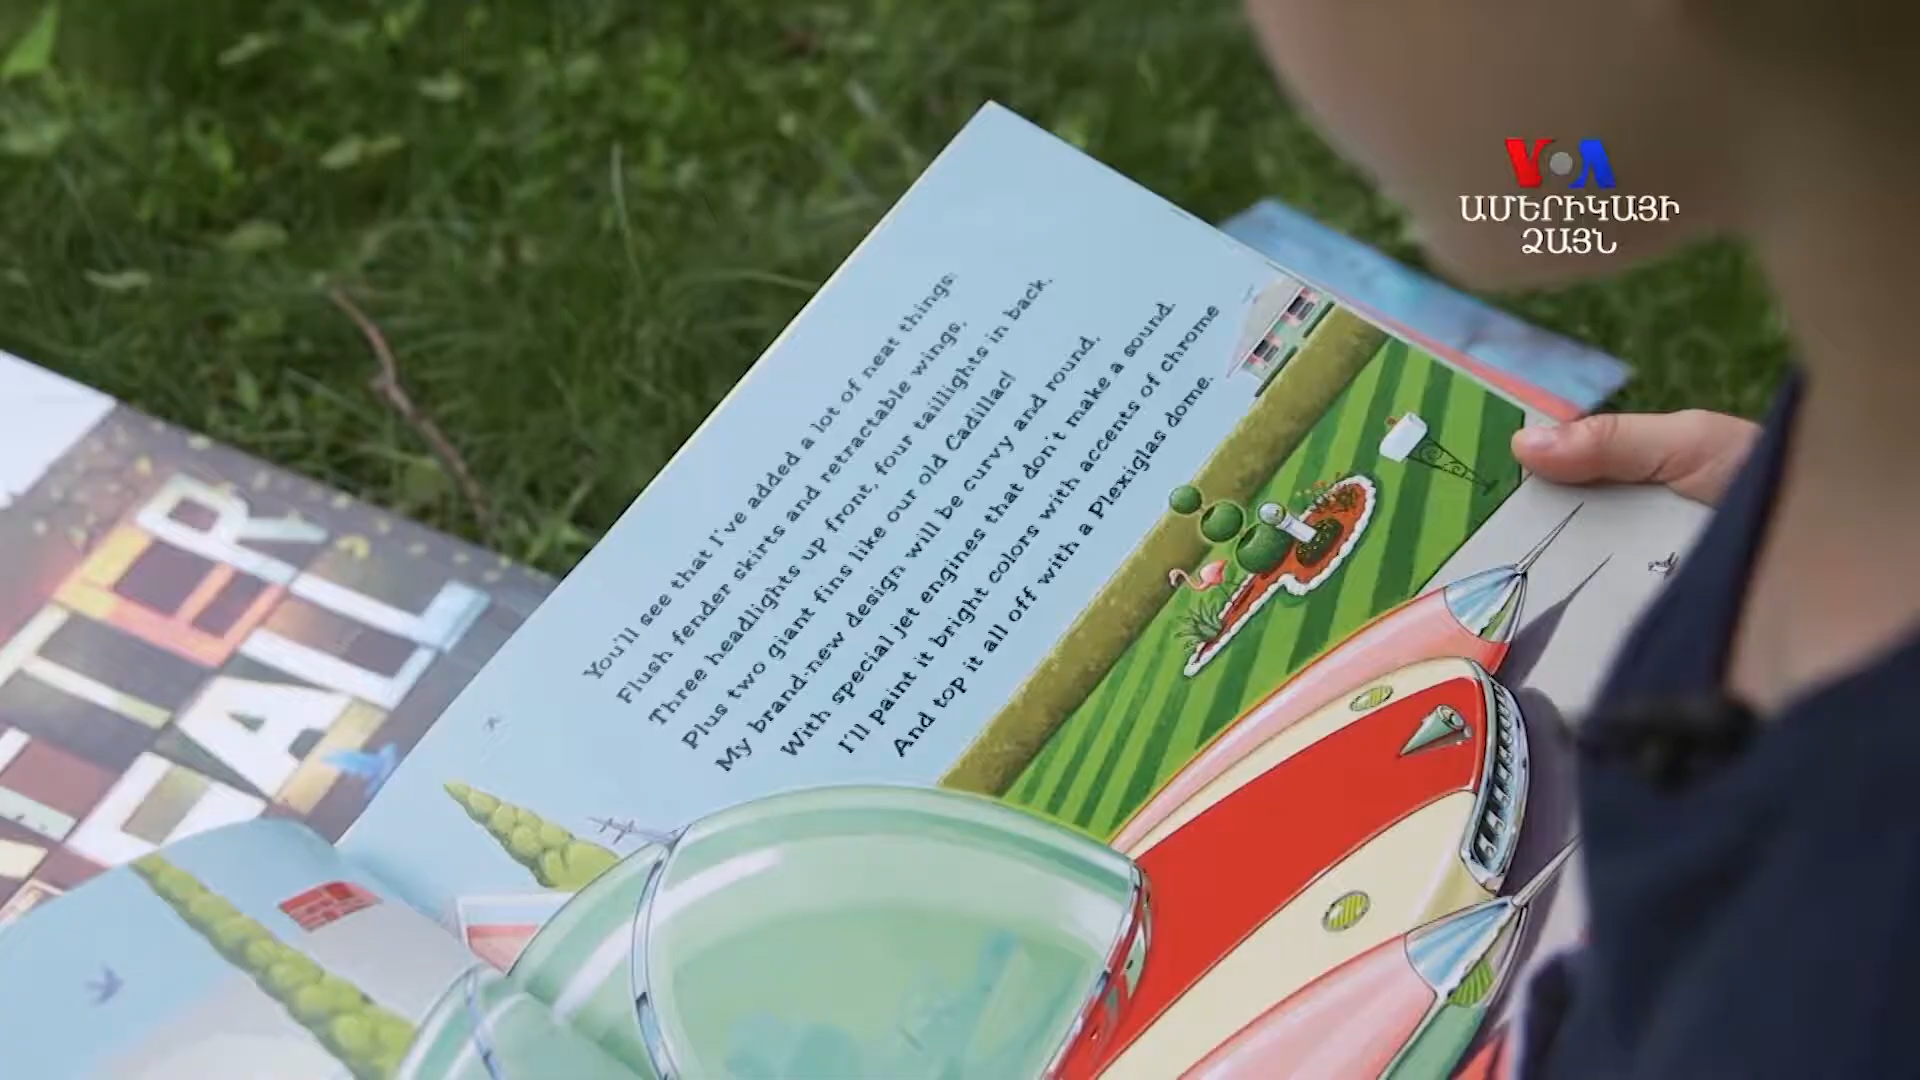 VOA
ԱՄԵՐԻԿԱՅԻ
ՁԱՅՆ
You'll see that I've added a lot of neat things:
Flush fender skirts and retractable wings,
Three headlights up front, four taillights in back,
Plus two giant fins like our old Cadillac!
My brand-new design will be curvy and round,
With special jet engines that don't make a sound.
I'll paint it bright colors with accents of chrome
And top it all off with a Plexiglas dome.